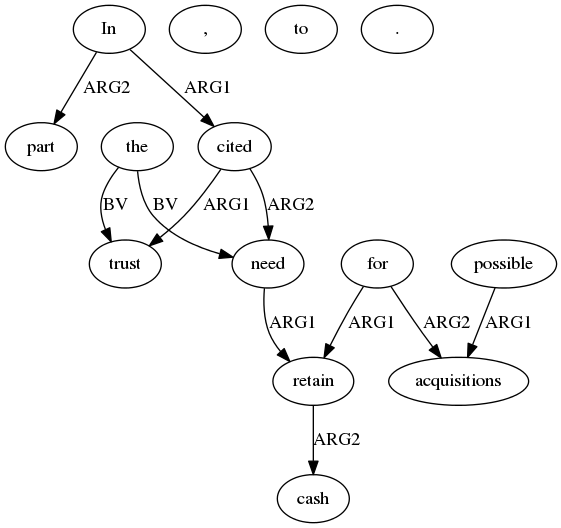 In , to .
ARG2 ARG1
part the cited
BV BV ARG1 ARG2
trust need for possible
ARG1 ARG1 ARG2 ARG1
retain acquisitions
ARG2
cash